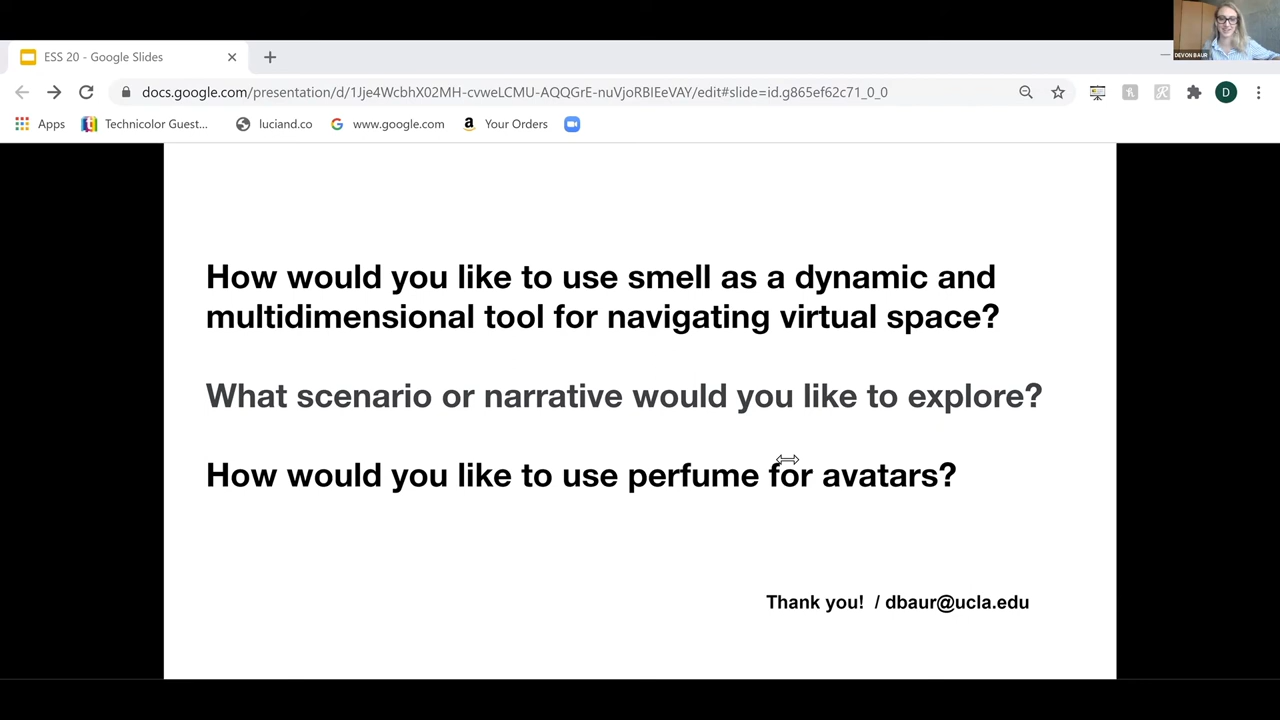 DEVON BAUR
ESS 20 - Google Slides
docs.google.com/presentation/d/1Je4WcbhX02MH-cvweLCMU-AQQGrE-nuVjoRBIEeVAY/edit#slide=id.g865ef62c71_0_0
D
Apps Technicolor Guest... luciand.co www.google.com Your Orders
How would you like to use smell as a dynamic and
multidimensional tool for navigating virtual space?
What scenario or narrative would you like to explore?
How would you like to use perfume for avatars?
Thank you! / dbaur@ucla.edu